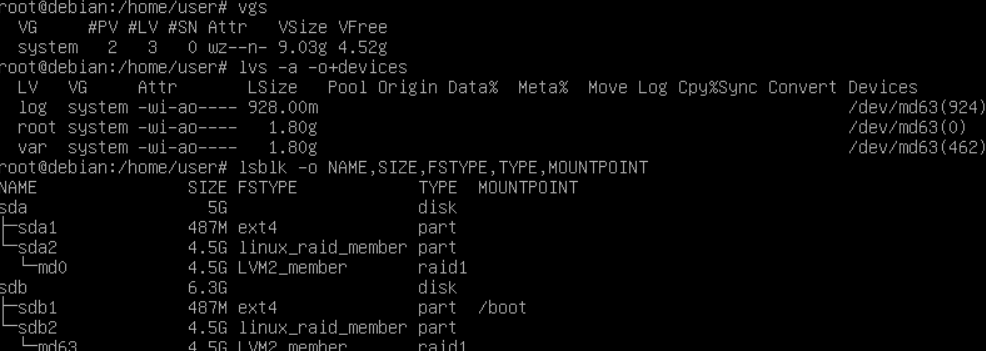 root@debian:/home/user# vgs
  VG     #PV #LV #SN Attr   VSize VFree
  system   2   3   0 wz--n- 9.03g 4.52g
root@debian:/home/user# lvs -a -o+devices
  LV   VG     Attr       LSize   Pool Origin Data%  Meta%  Move Log Cpy%Sync Convert Devices
  log  system -wi-ao---- 928.00m                                                     /dev/md63(924)
  root system -wi-ao----   1.80g                                                     /dev/md63(0)
  var  system -wi-ao----   1.80g                                                     /dev/md63(462)
root@debian:/home/user# lsblk -o NAME,SIZE,FSTYPE,TYPE,MOUNTPOINT
NAME               SIZE FSTYPE            TYPE  MOUNTPOINT
sda                  5G                   disk
├─sda1             487M ext4              part
└─sda2             4.5G linux_raid_member part
  └─md0            4.5G LVM2_member       raid1
sdb                6.3G                   disk
├─sdb1             487M ext4              part  /boot
└─sdb2             4.5G linux_raid_member part
  └─md63           4.5G LVM2_member       raid1